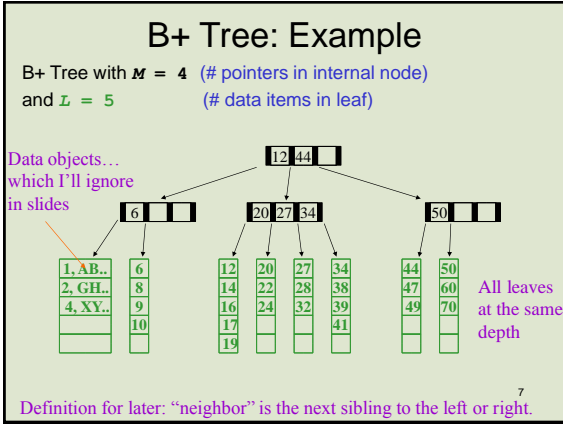 B+ Tree: Example
B+ Tree with M = 4 (# pointers in internal node)
and L = 5 (# data items in leaf)
Data objects…
which I'll ignore
in slides
12 44
6
20 27 34
50
1, AB.. 6 12 20 27 34 44 50
2, GH.. 8 14 22 28 38 47 60
4, XY.. 9 16 24 32 39 49 70
10 17 41
19
All leaves
at the same
depth
7
Definition for later: "neighbor" is the next sibling to the left or right.